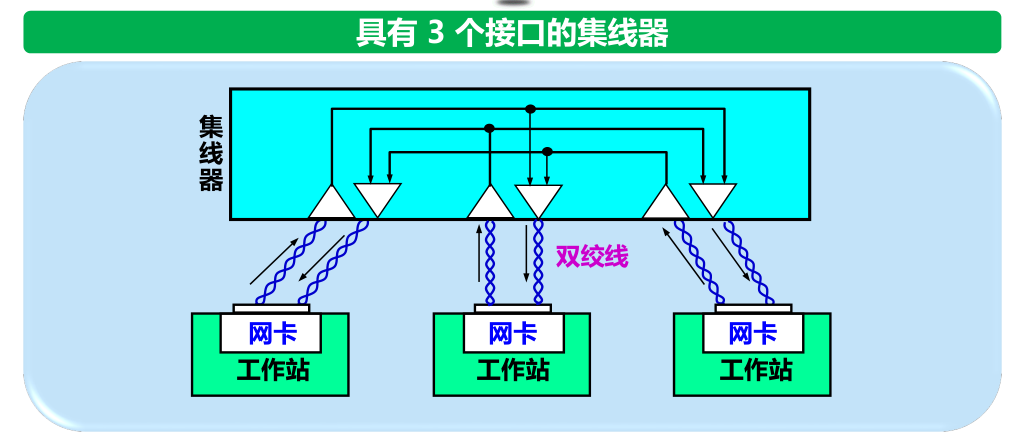 具有 3 个接口的集线器
集线器
双绞线
网卡
网卡
网卡
工作站
工作站
工作站